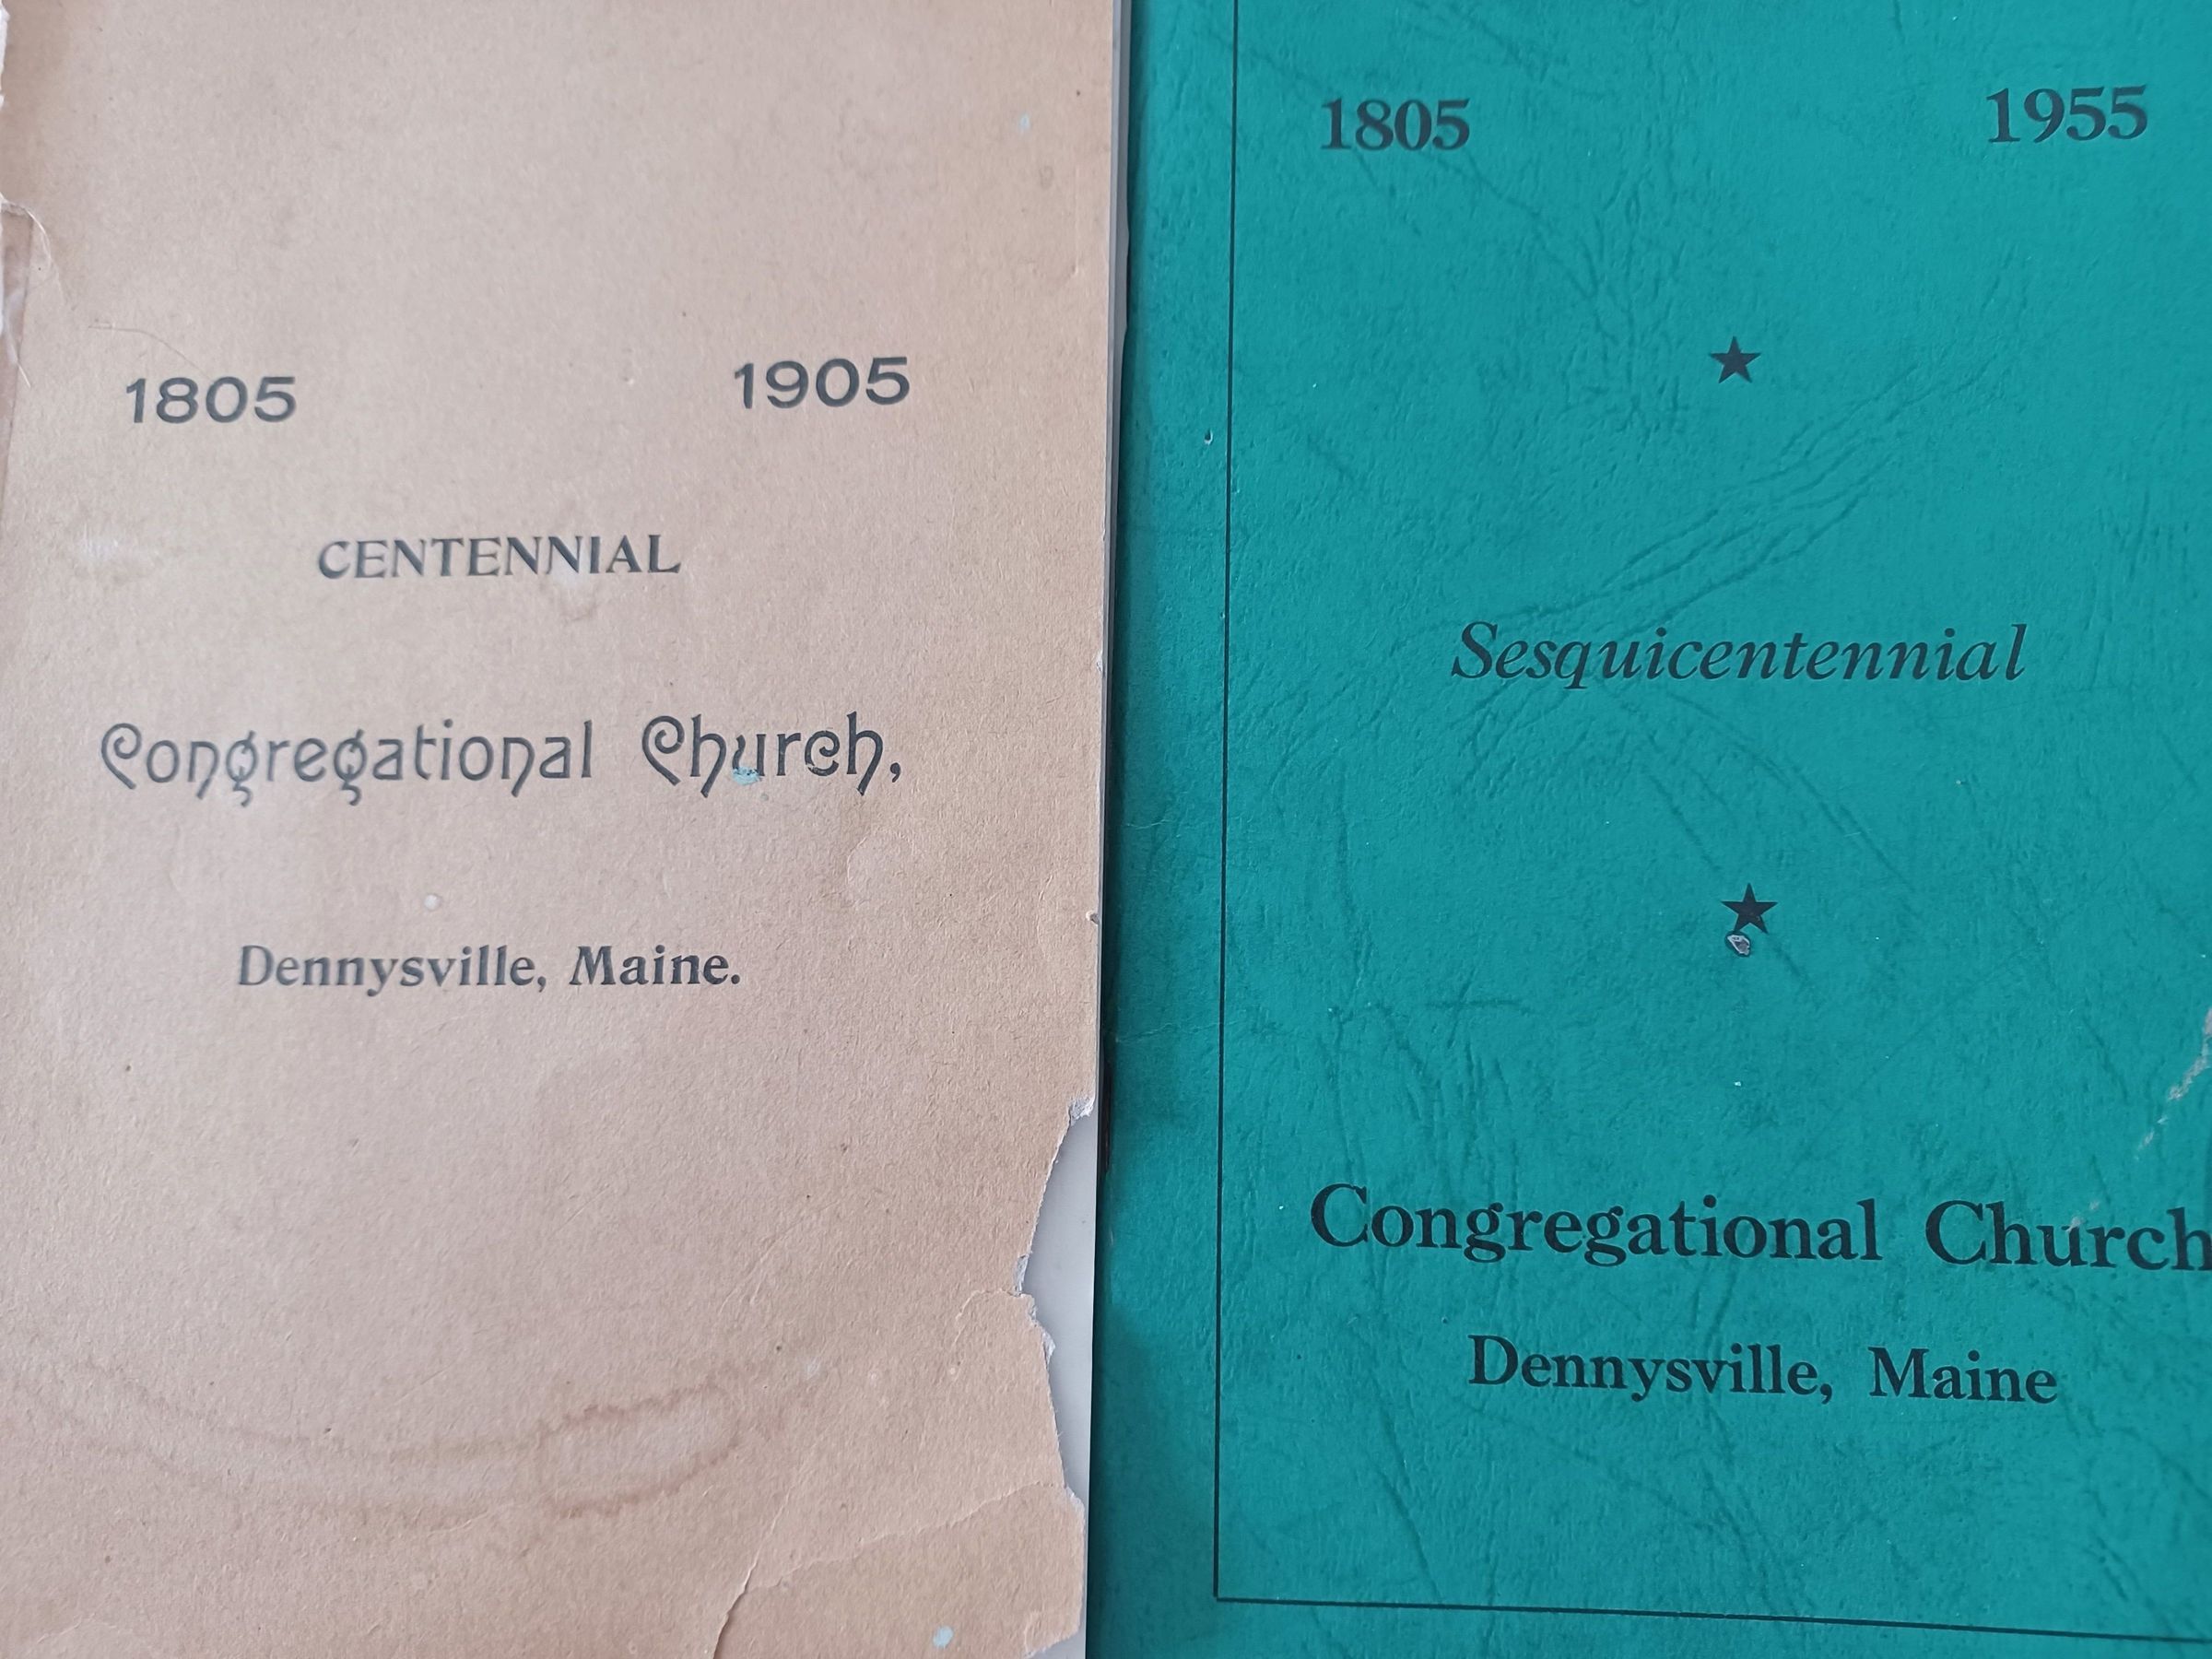 1805 1905
CENTENNIAL
Congregational Church,
Dennysville, Maine.
1805 1955
Sesquicentennial
Congregational Church
Dennysville, Maine